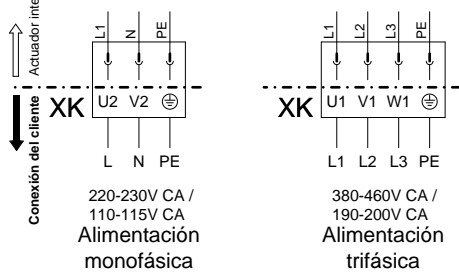 Actuador inte
Conexión del cliente
L1 N PE
XK U2 V2
L N PE
220-230V CA /
110-115V CA
Alimentación
monofásica
L1 L2 L3 PE
XK U1 V1 W1
L1 L2 L3 PE
380-460V CA /
190-200V CA
Alimentación
trifásica